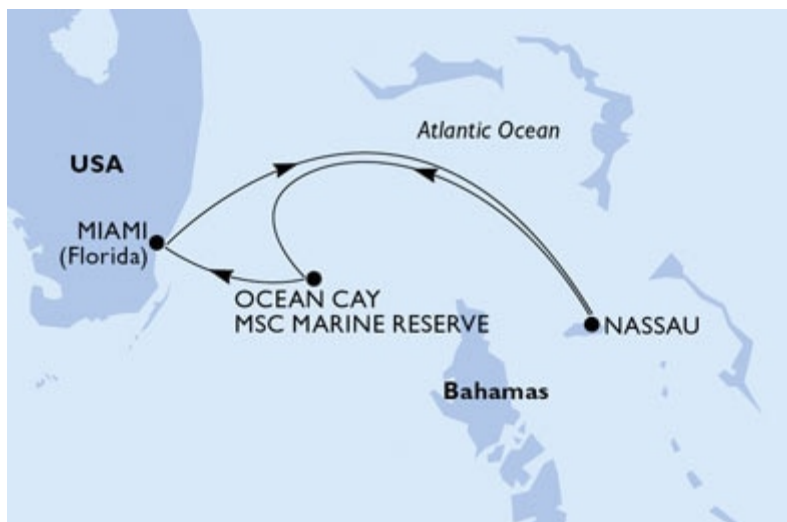 Atlantic Ocean
USA
MIAMI
(Florida)
OCEAN CAY
MSC MARINE RESERVE
NASSAU
Bahamas